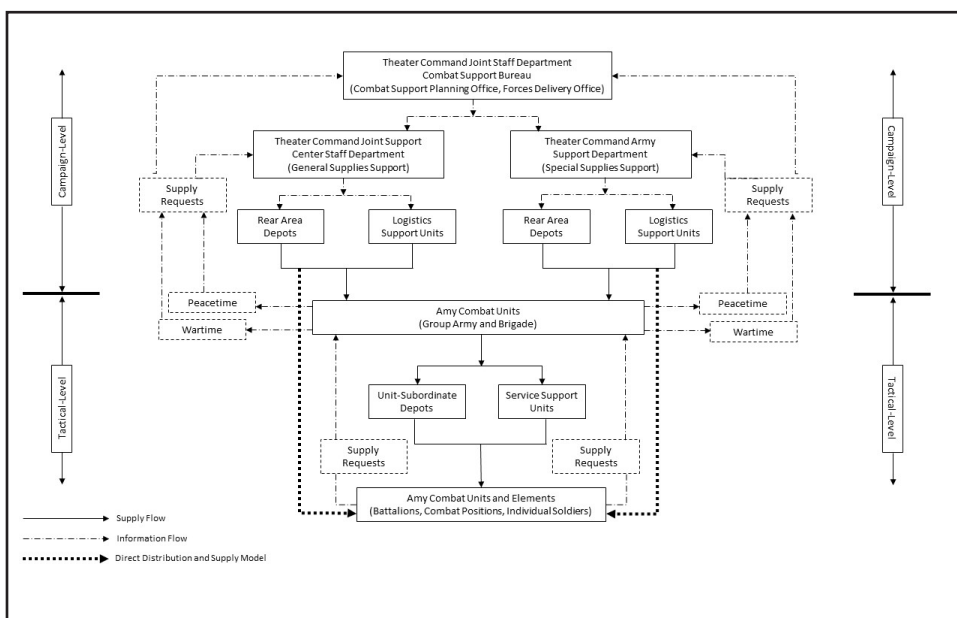 Theater Command Joint Staff Department
Combat Support Bureau
(Combat Support Planning Office, Forces Delivery Office)
Campaign-Level
Campaign-Level
Theater Command Joint Support
Center Staff Department
(General Supplies Support)
Theater Command Army
Support Department
(Special Supplies Support)
Supply
Requests
Supply
Requests
Rear Area
Depots
Logistics
Support Units
Rear Area
Depots
Logistics
Support Units
Peacetime
Peacetime
Wartime
Wartime
Amy Combat Units
(Group Army and Brigade)
Tactical-Level
Tactical-Level
Unit-Subordinate
Depots
Service Support
Units
Supply
Requests
Supply
Requests
Amy Combat Units and Elements
(Battalions, Combat Positions, Individual Soldiers)
Supply Flow
Information Flow
Direct Distribution and Supply Model